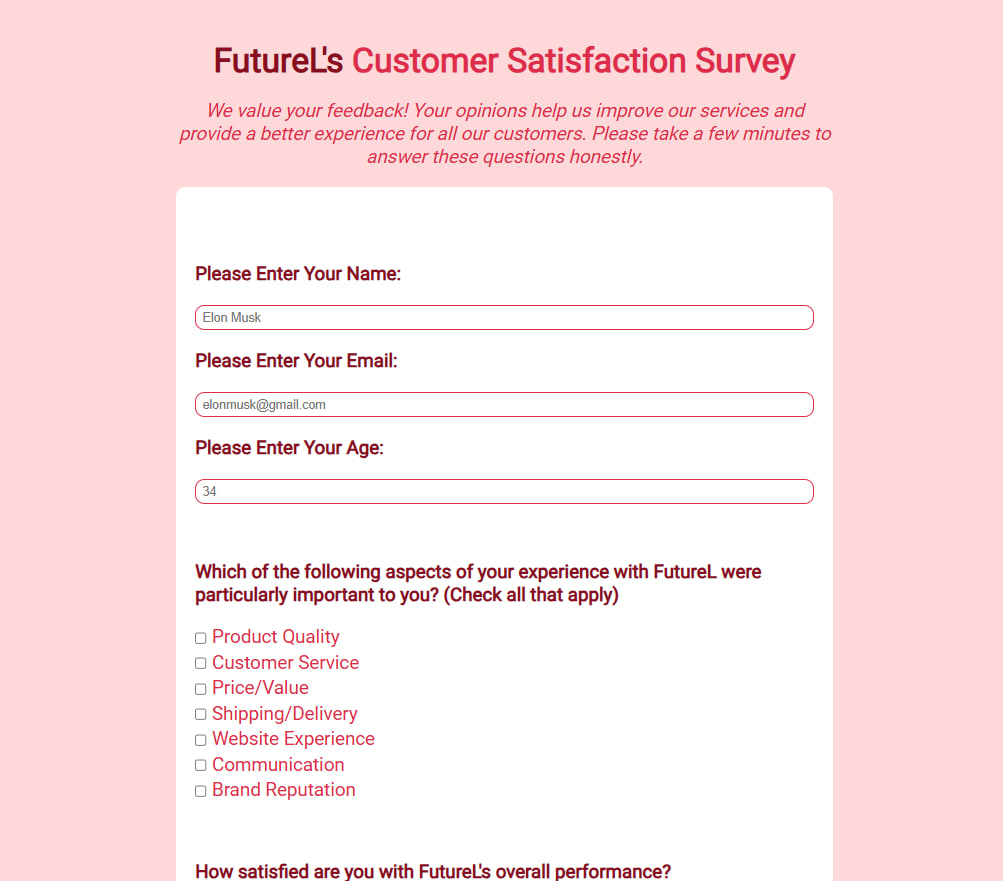 FutureL's Customer Satisfaction Survey
We value your feedback! Your opinions help us improve our services and
provide a better experience for all our customers. Please take a few minutes to
answer these questions honestly.
Please Enter Your Name:
Elon Musk
Please Enter Your Email:
elonmusk@gmail.com
Please Enter Your Age:
34
Which of the following aspects of your experience with FutureL were
particularly important to you? (Check all that apply)
Product Quality
Customer Service
Price/Value
Shipping/Delivery
Website Experience
Communication
Brand Reputation
How satisfied are you with FutureL's overall performance?